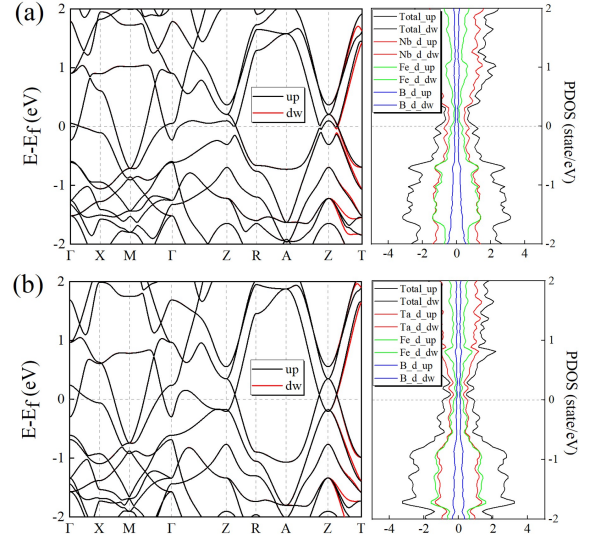 (a)
2
1
0
-1
-2
E-E_f (eV)
up
dw
Γ X M Γ Z R A Z T
Total_up
Total_dw
Nb_d_up
Nb_d_dw
Fe_d_up
Fe_d_dw
B_d_up
B_d_dw
-4 -2 0 2 4
2
1
0
-1
-2
PDOS (state/eV)
(b)
2
1
0
-1
-2
E-E_f (eV)
up
dw
Γ X M Γ Z R A Z T
Total_up
Total_dw
Ta_d_up
Ta_d_dw
Fe_d_up
Fe_d_dw
B_d_up
B_d_dw
-4 -2 0 2 4
2
1
0
-1
-2
PDOS (state/eV)